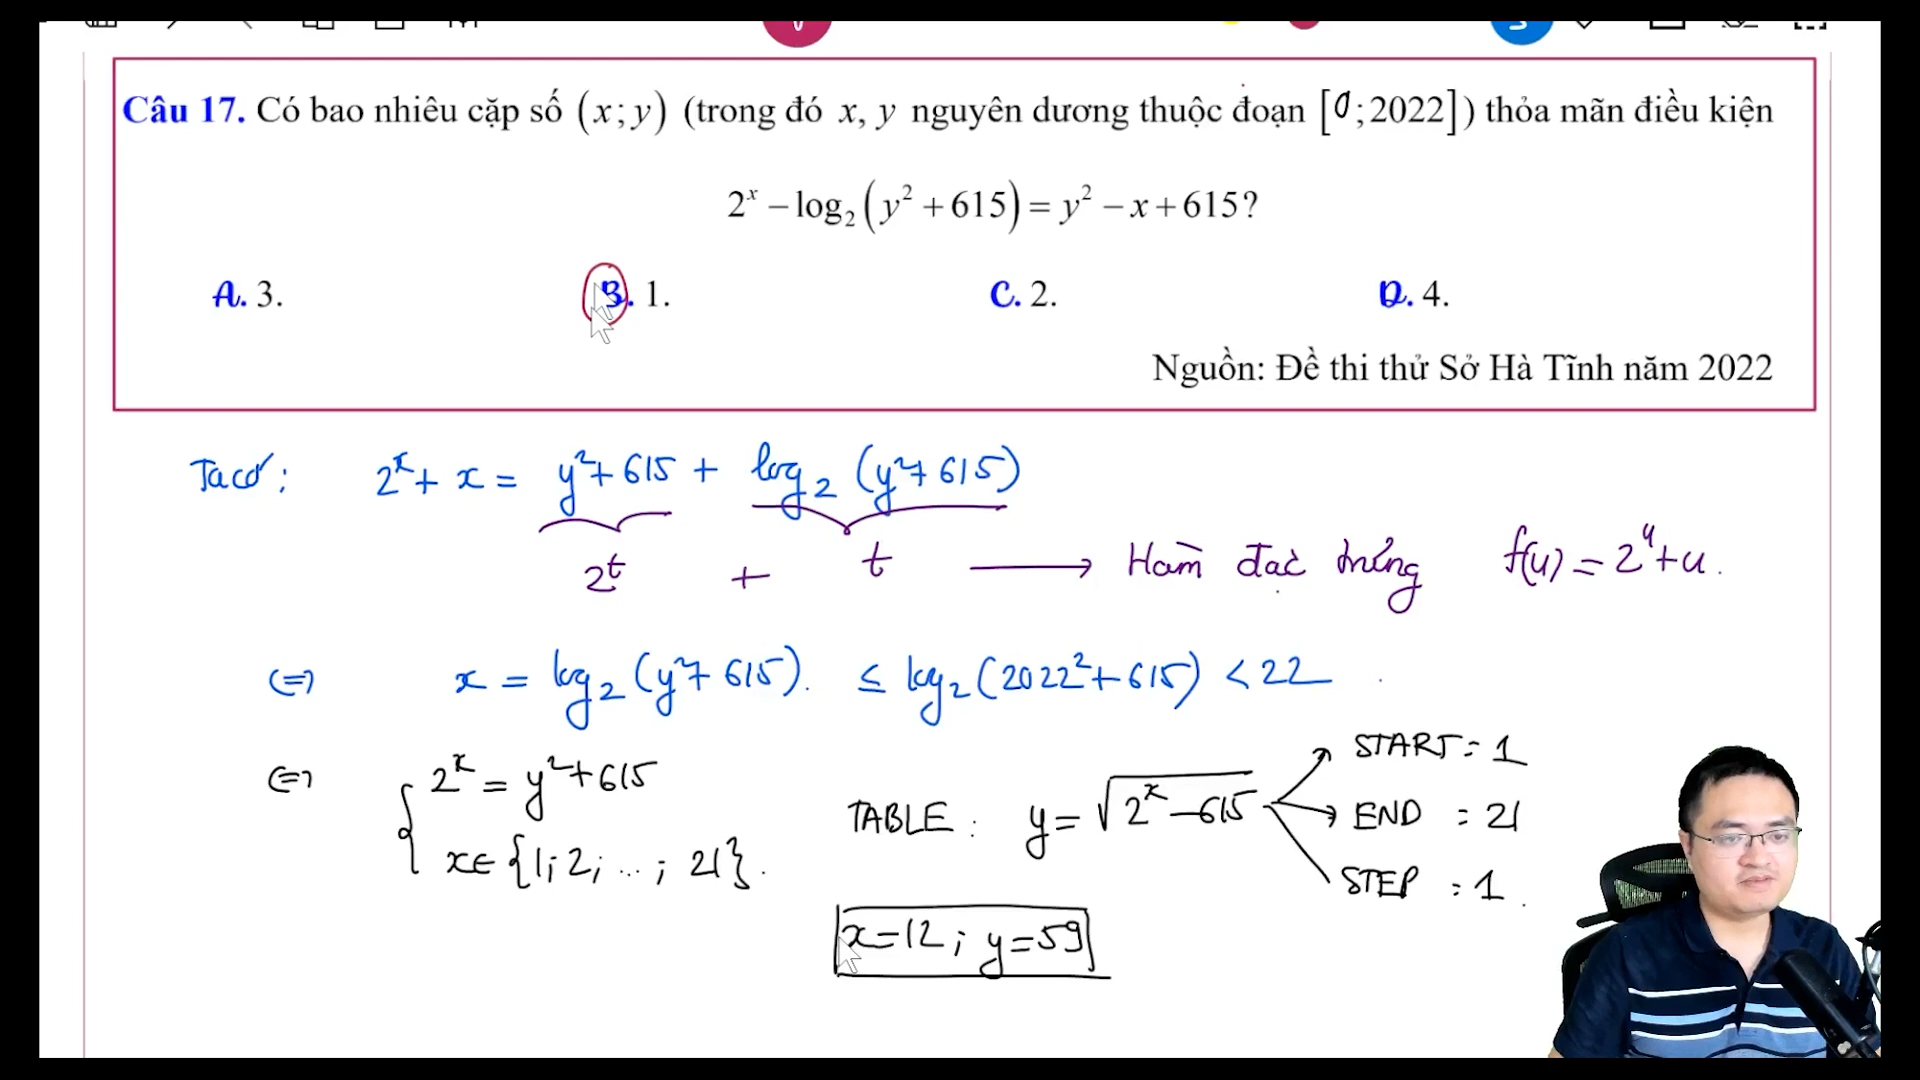 Câu 17. Có bao nhiêu cặp số (x; y) (trong đó x, y nguyên dương thuộc đoạn [0; 2022]) thỏa mãn điều kiện
2^x − log₂(y² + 615) = y² − x + 615?
A. 3. B. 1. C. 2. D. 4.
Nguồn: Đề thi thử Sở Hà Tĩnh năm 2022
Ta có: 2^x + x = y² + 615 + log₂(y² + 615)
2^t + t ⟶ Hàm đặc trưng f(u) = 2^u + u.
⇔ x = log₂(y² + 615). ≤ log₂(2022² + 615) < 22
⇔ { 2^x = y² + 615
x ∈ {1; 2; ...; 21}.
TABLE: y = √(2^x − 615)
START = 1
END : 21
STEP : 1.
x = 12; y = 59